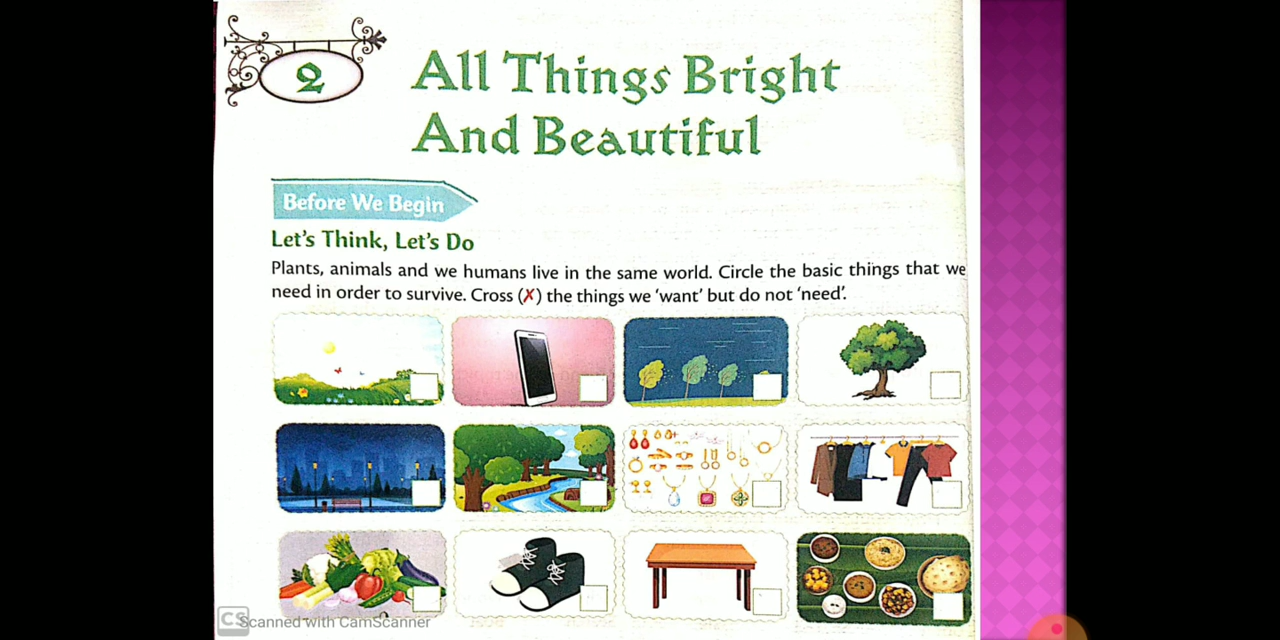 2
All Things Bright
And Beautiful
Before We Begin
Let's Think, Let's Do
Plants, animals and we humans live in the same world. Circle the basic things that we
need in order to survive. Cross (✗) the things we 'want' but do not 'need'.
CS Scanned with CamScanner